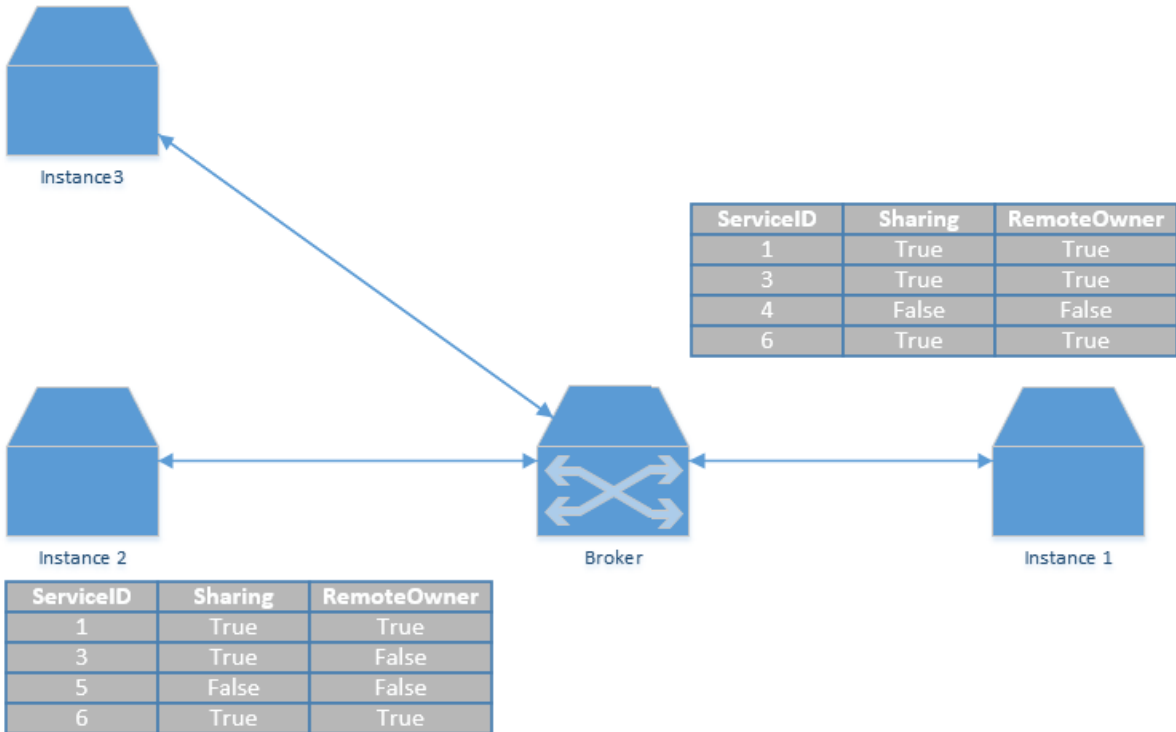 Instance3
ServiceID Sharing RemoteOwner
1 True True
3 True True
4 False False
6 True True
Instance 2
Broker
Instance 1
ServiceID Sharing RemoteOwner
1 True True
3 True False
5 False False
6 True True